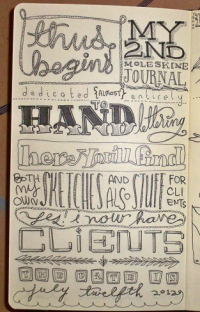 thus begins
MY 2ND MOLESKINE JOURNAL
dedicated {ALMOST} entirely
TO
HAND lettering
here you'll find
BOTH MY OWN SKETCHES AND ALSO STUFF FOR CLIENTS
Yes! i now have
CLIENTS
july twelfth